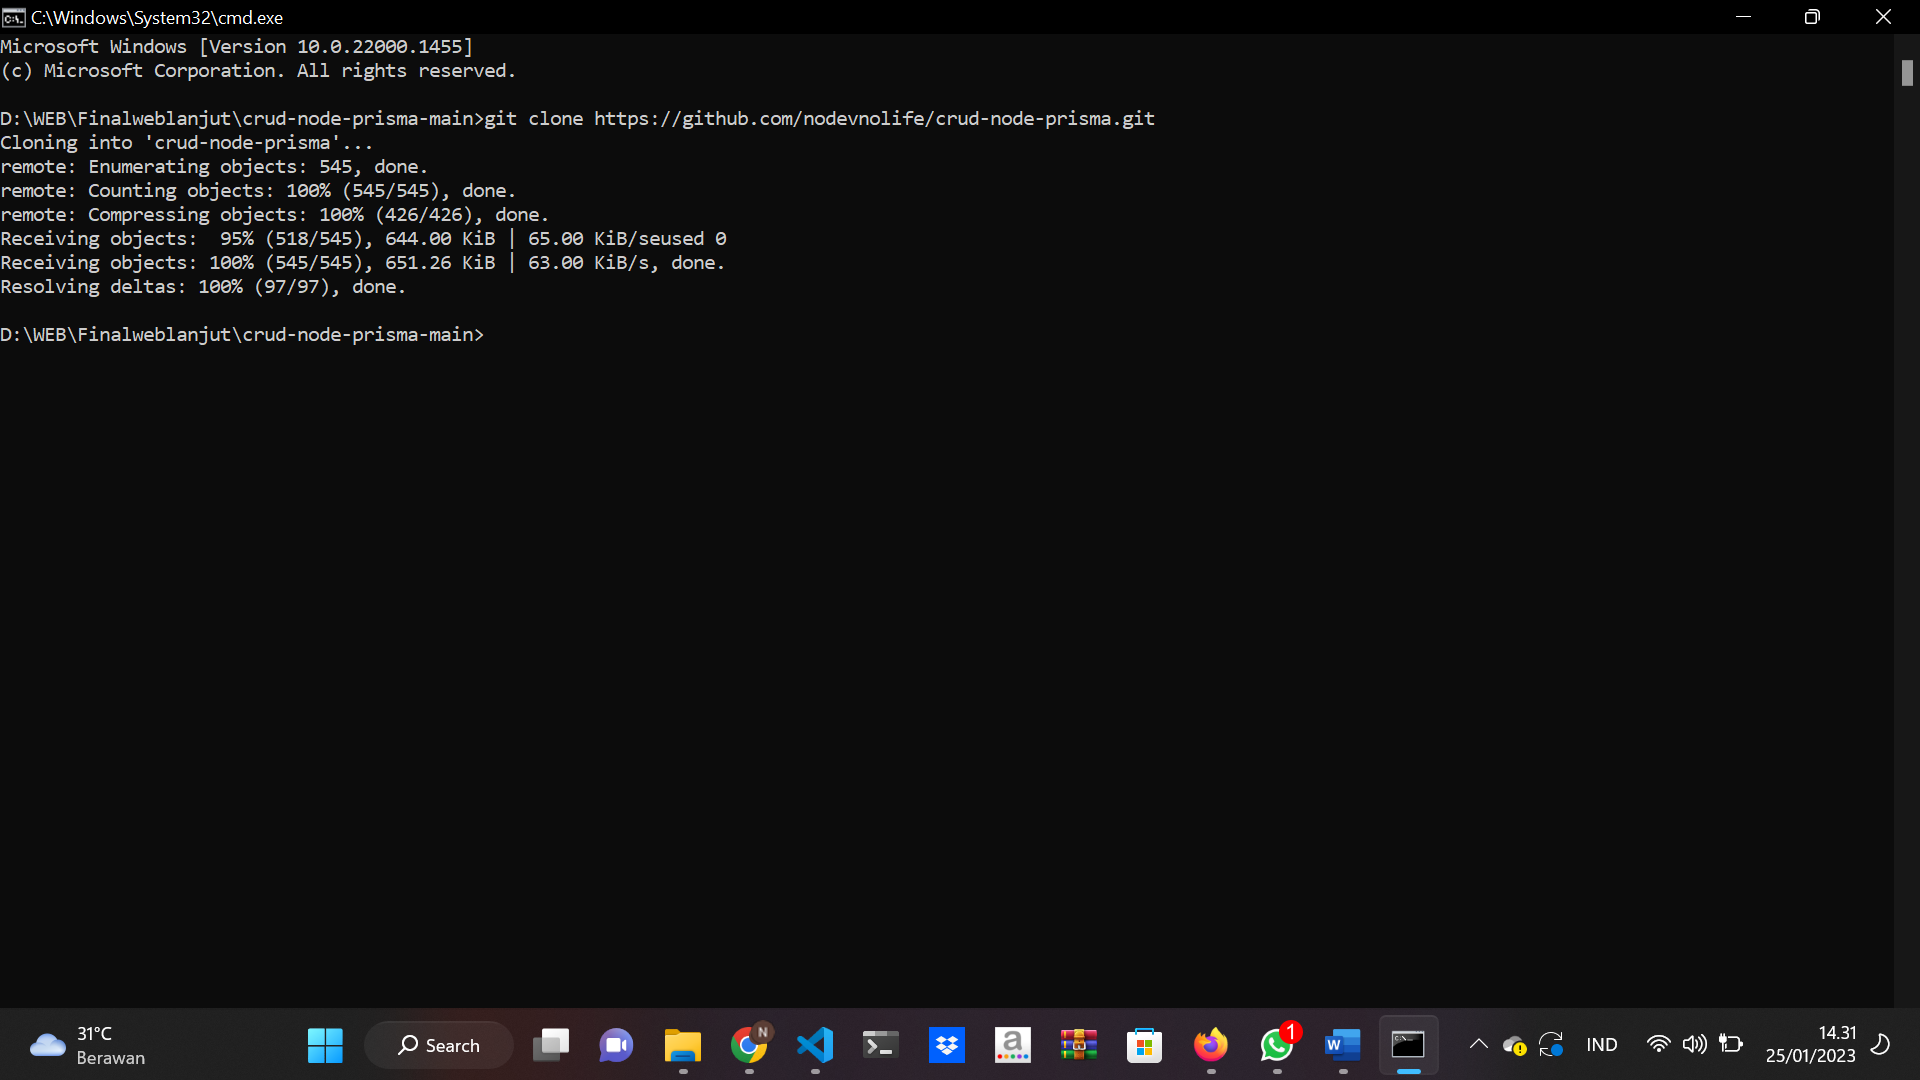 C:\Windows\System32\cmd.exe
Microsoft Windows [Version 10.0.22000.1455]
(c) Microsoft Corporation. All rights reserved.
D:\WEB\Finalweblanjut\crud-node-prisma-main>git clone https://github.com/nodevnolife/crud-node-prisma.git
Cloning into 'crud-node-prisma'...
remote: Enumerating objects: 545, done.
remote: Counting objects: 100% (545/545), done.
remote: Compressing objects: 100% (426/426), done.
Receiving objects:  95% (518/545), 644.00 KiB | 65.00 KiB/seused 0
Receiving objects: 100% (545/545), 651.26 KiB | 63.00 KiB/s, done.
Resolving deltas: 100% (97/97), done.
D:\WEB\Finalweblanjut\crud-node-prisma-main>
31°C
Berawan
Search
N
a
1
W
IND
14.31
25/01/2023